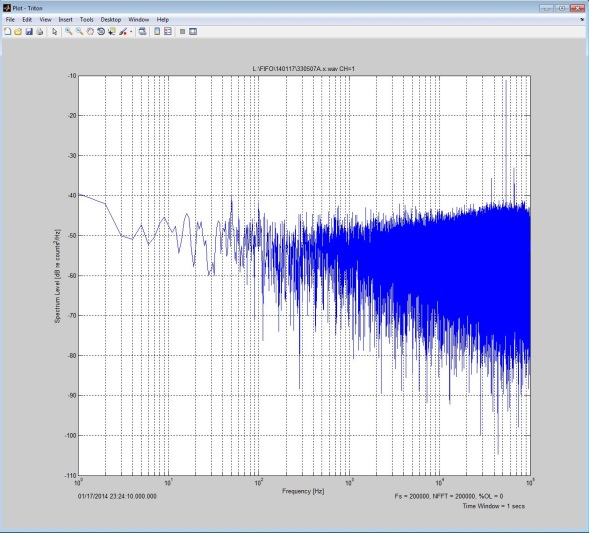 Plot - Triton
File Edit View Insert Tools Desktop Window Help
L:\FIFO\140117\330507A.x.wav CH=1
-10
-20
-30
-40
-50
-60
-70
-80
-90
-100
-110
Spectrum Level [dB re counts²/Hz]
10⁰ 10¹ 10² 10³ 10⁴ 10⁵
Frequency [Hz]
01/17/2014 23:24:10.000.000
Fs = 200000, NFFT = 200000, %OL = 0
Time Window = 1 secs